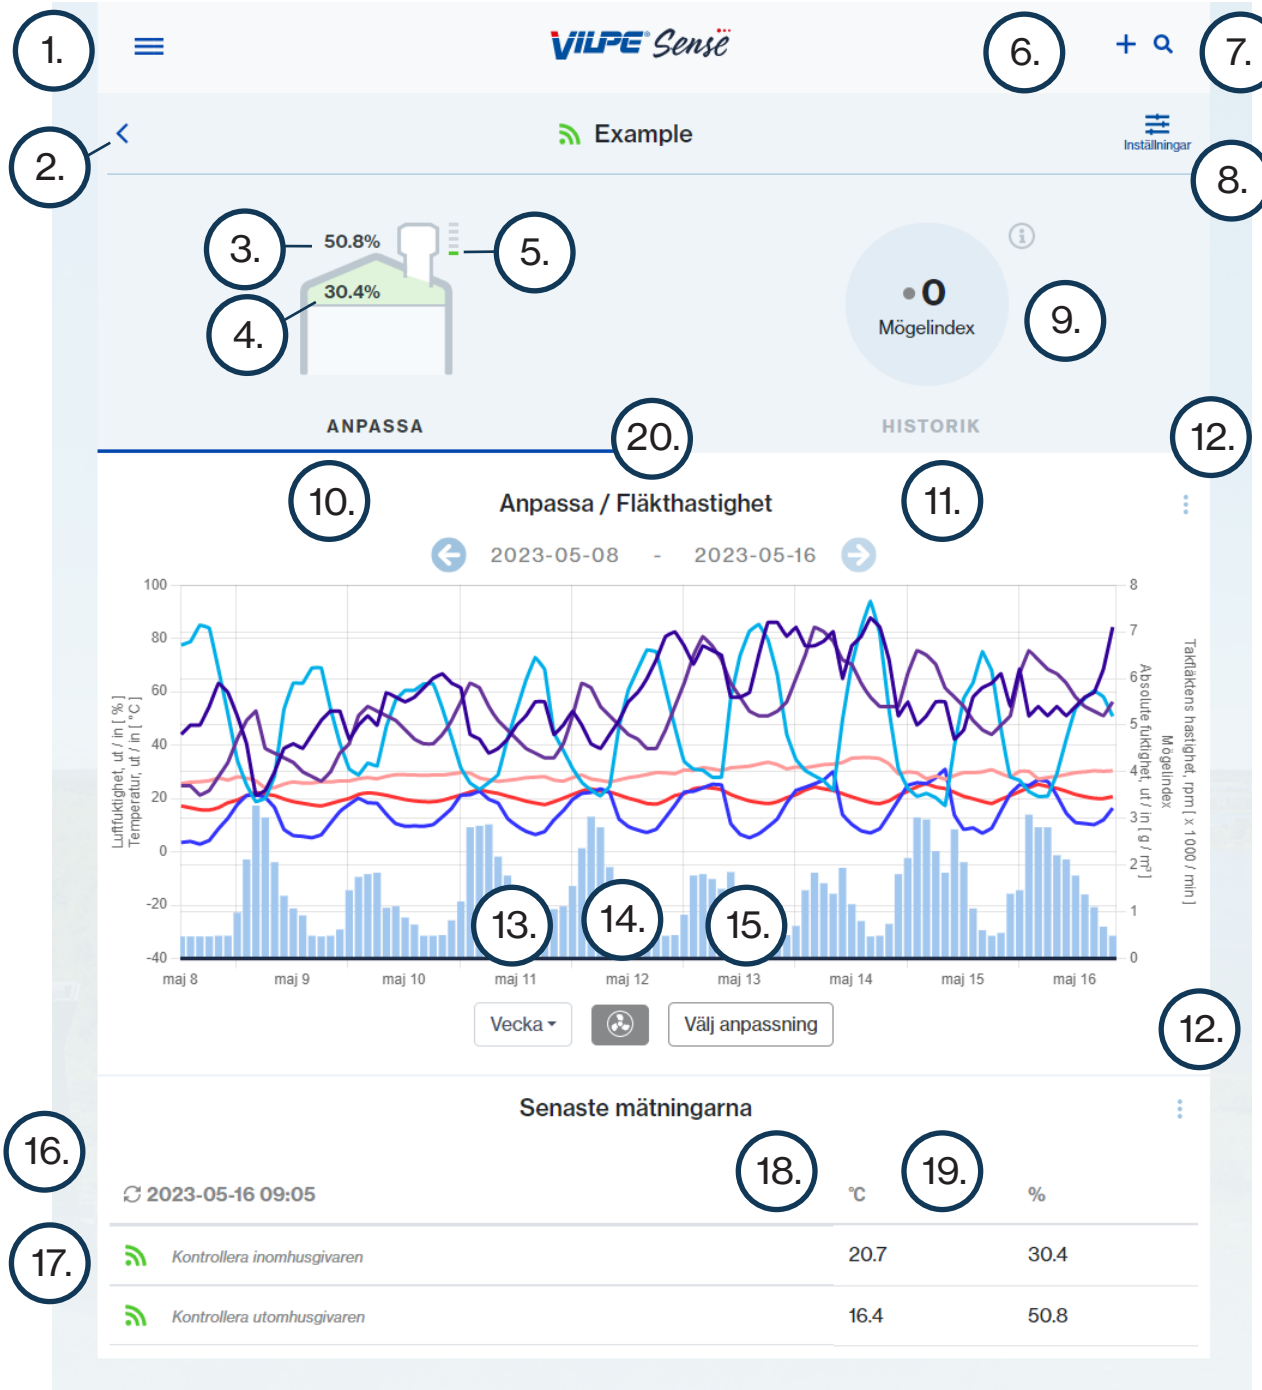 1.
VILPE® Sense
6.
7.
2.
Example
Inställningar
8.
3.
50.8%
5.
30.4%
4.
0
Mögelindex
9.
ANPASSA
20.
HISTORIK
12.
10.
Anpassa / Fläkthastighet
11.
2023-05-08 - 2023-05-16
100
80
60
40
20
0
-20
-40
8
7
6
5
4
3
2
1
0
Luftfuktighet, ut / in [ %]
Temperatur, ut / in [ °C]
Absolute fuktighet, ut / in [ g / m³ ]
Mögelindex
Takfläktens hastighet, rpm [ x 1000 / min ]
13.
14.
15.
maj 8
maj 9
maj 10
maj 11
maj 12
maj 13
maj 14
maj 15
maj 16
Vecka
Välj anpassning
12.
Senaste mätningarna
16.
18.
19.
2023-05-16 09:05 °C %
17.
Kontrollera inomhusgivaren 20.7 30.4
Kontrollera utomhusgivaren 16.4 50.8